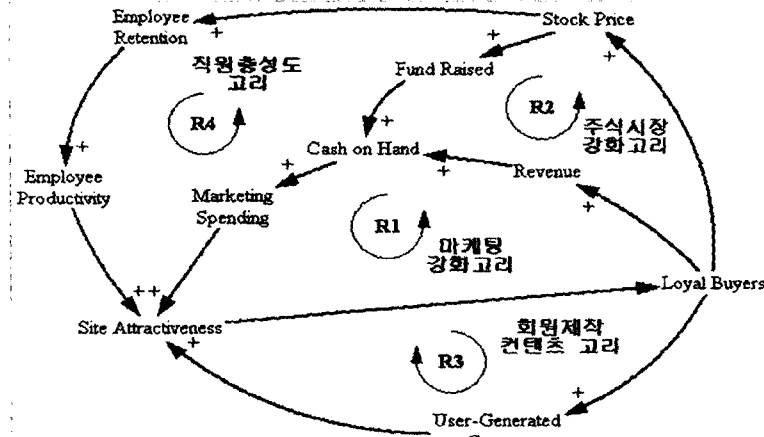 Employee
Retention
+
Stock Price
+
+
직원충성도
고리
R4
Fund Raised
R2
주식시장
강화고리
+
+
Cash on Hand
+
+
Revenue
+
Employee
Productivity
Marketing
Spending
R1
마케팅
강화고리
++
Loyal Buyers
+
Site Attractiveness
+
회원제작
컨텐츠 고리
R3
+
User-Generated